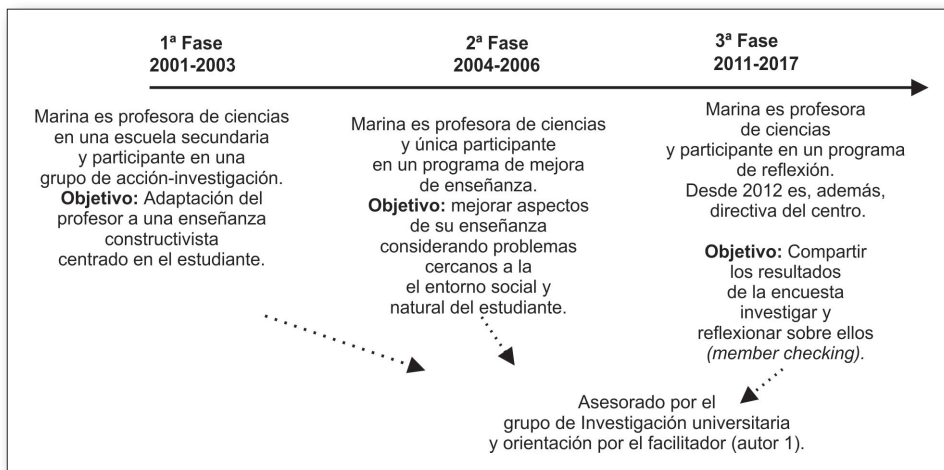 1ª Fase
2001-2003
Marina es profesora de ciencias
en una escuela secundaria
y participante en una
grupo de acción-investigación.
Objetivo: Adaptación del
profesor a una enseñanza
constructivista
centrado en el estudiante.
2ª Fase
2004-2006
Marina es profesora de ciencias
y única participante
en un programa de mejora
de enseñanza.
Objetivo: mejorar aspectos
de su enseñanza
considerando problemas
cercanos a la
el entorno social y
natural del estudiante.
3ª Fase
2011-2017
Marina es profesora
de ciencias
y participante en un programa
de reflexión.
Desde 2012 es, además,
directiva del centro.
Objetivo: Compartir
los resultados
de la encuesta
investigar y
reflexionar sobre ellos
(member checking).
Asesorado por el
grupo de Investigación universitaria
y orientación por el facilitador (autor 1).